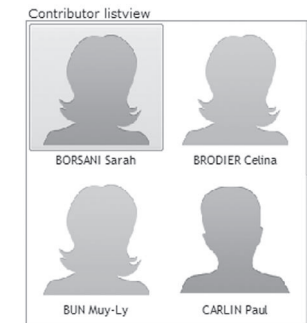 Contributor listview
BORSANI Sarah
BRODIER Celina
BUN Muy-Ly
CARLIN Paul